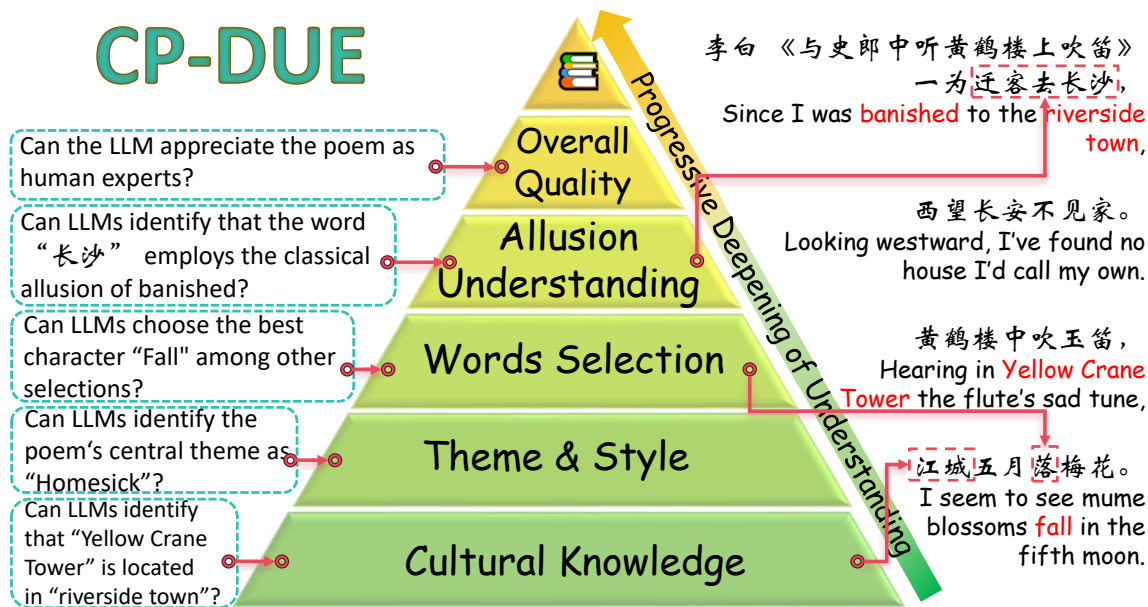 CP-DUE
Can the LLM appreciate the poem as
human experts?
Can LLMs identify that the word
“长沙” employs the classical
allusion of banished?
Can LLMs choose the best
character “Fall" among other
selections?
Can LLMs identify the
poem‘s central theme as
“Homesick”?
Can LLMs identify
that “Yellow Crane
Tower” is located
in “riverside town”?
Overall
Quality
Allusion
Understanding
Words Selection
Theme & Style
Cultural Knowledge
Progressive Deepening of Understanding
李白 《与史郎中听黄鹤楼上吹笛》
一为迁客去长沙，
Since I was banished to the riverside
town,
西望长安不见家。
Looking westward, I’ve found no
house I’d call my own.
黄鹤楼中吹玉笛，
Hearing in Yellow Crane
Tower the flute’s sad tune,
江城五月落梅花。
I seem to see mume
blossoms fall in the
fifth moon.